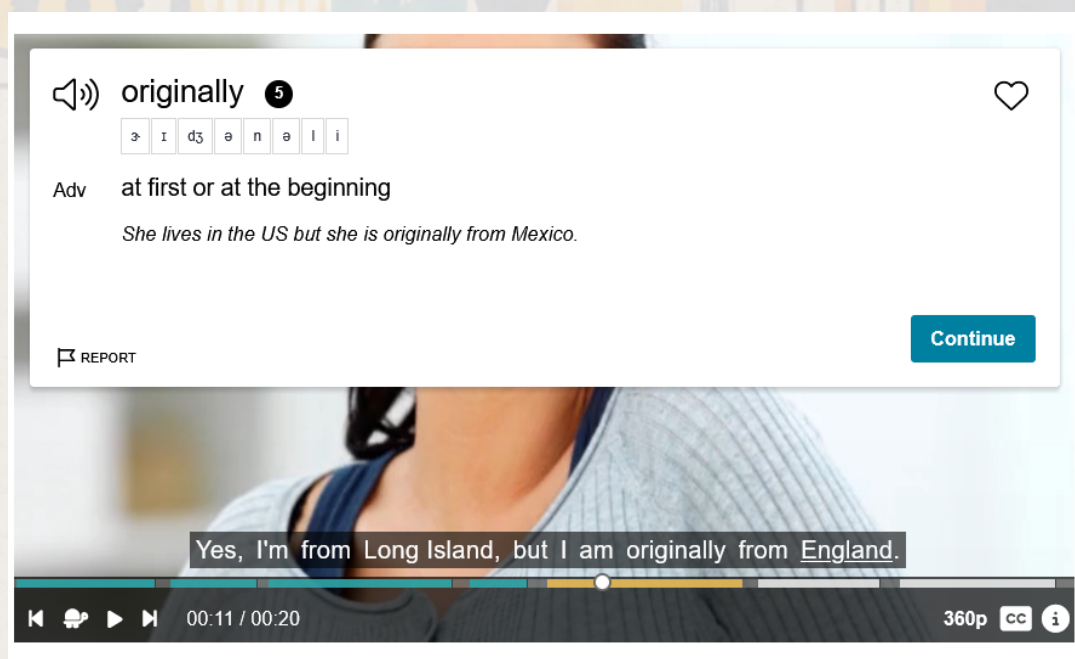 originally 5
ɝ ɪ dʒ ə n ə l i
Adv at first or at the beginning
She lives in the US but she is originally from Mexico.
Continue
REPORT
Yes, I'm from Long Island, but I am originally from England.
00:11 / 00:20 360p CC i